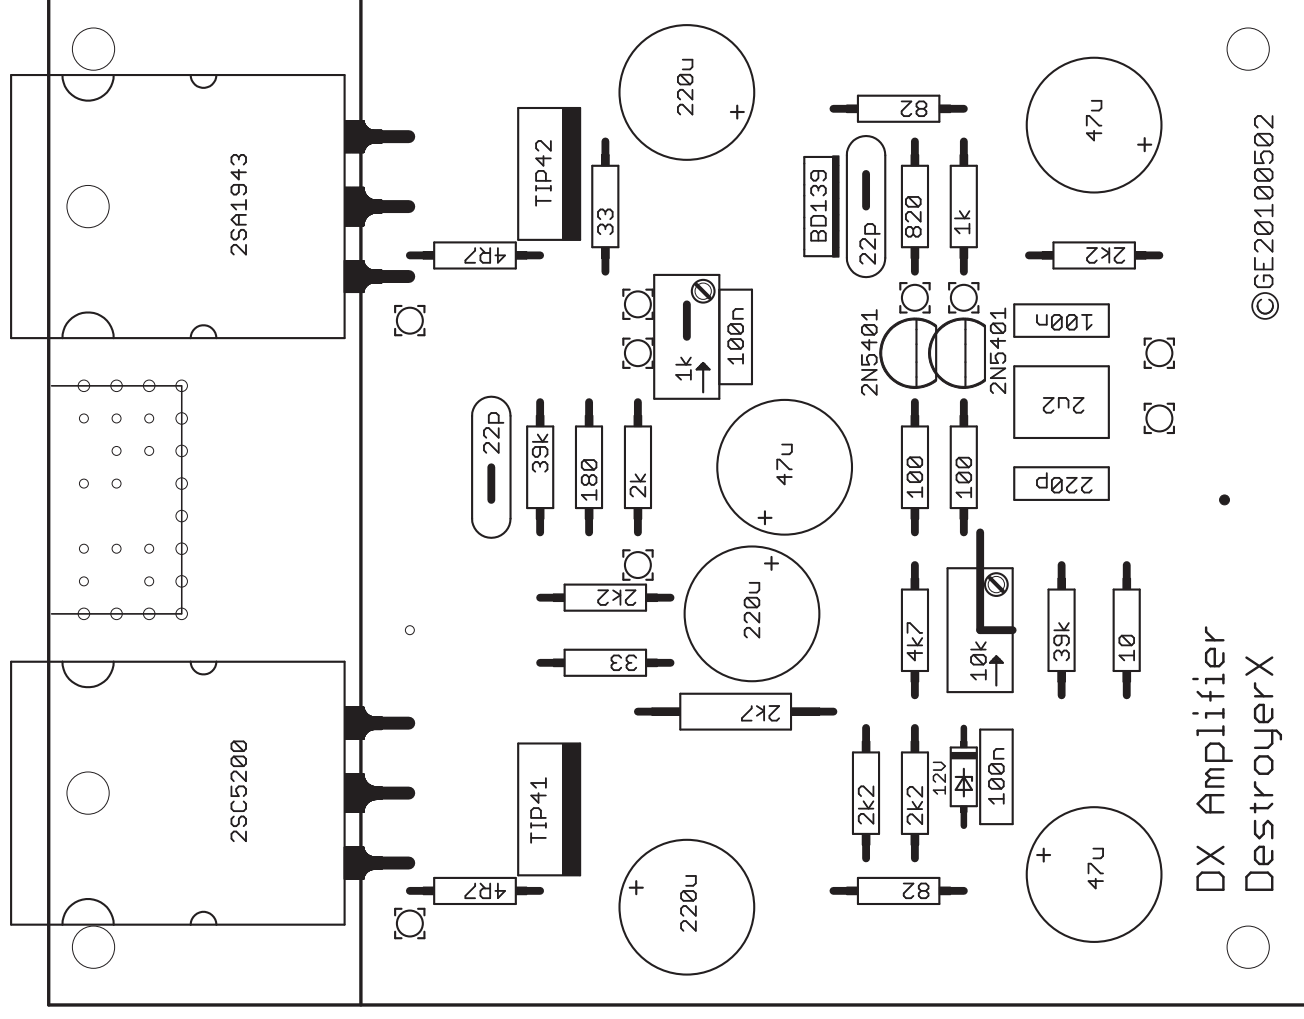 220u
+
82
47u
+
2SA1943
TIP42
33
BD139
22p
820
1k
©GE20100502
4R7
2k2
1k
100n
2N5401
2N5401
100n
2u2
22p
39k
180
2k
47u
+
100
100
220p
2k2
220u
+
33
4k7
10k
39k
10
2k7
DX Amplifier
DestroyerX
2SC5200
TIP41
2k2
2k2
12V
100n
4R7
220u
+
82
47u
+